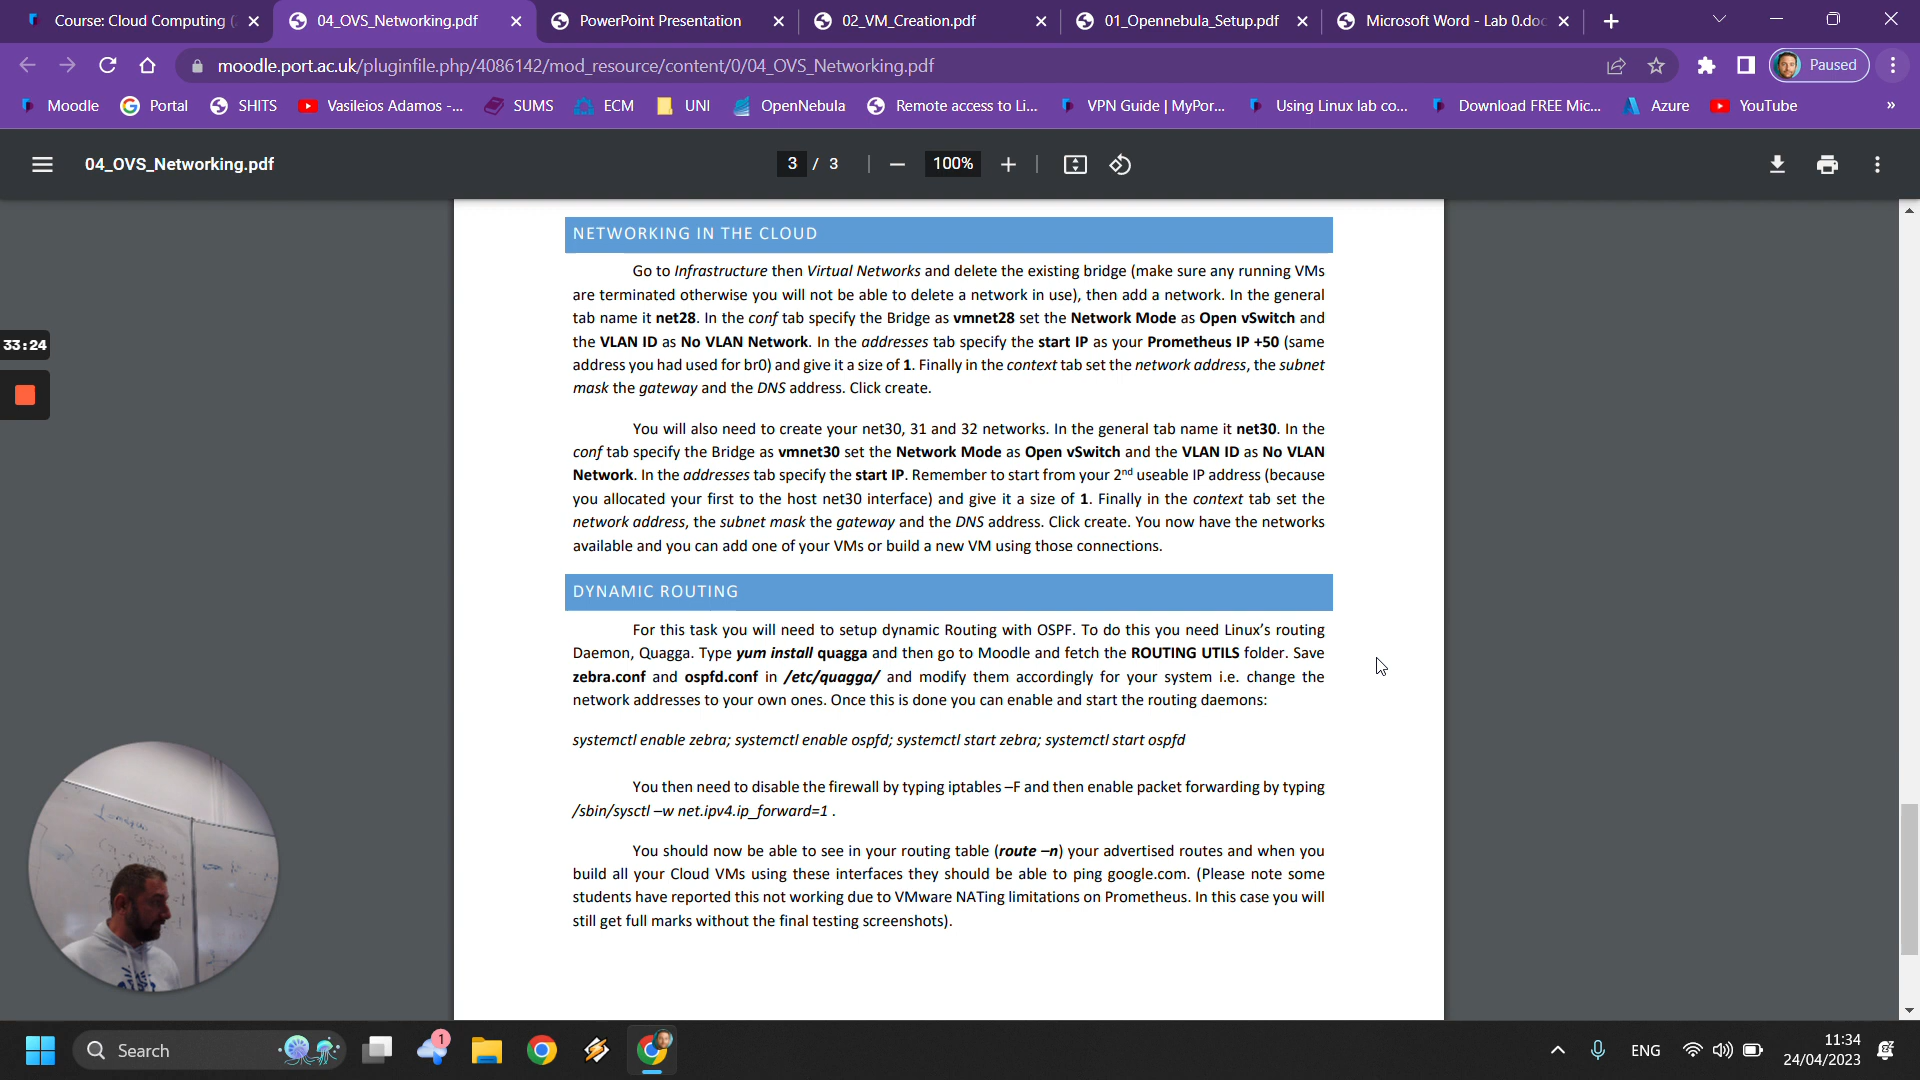 Course: Cloud Computing (
04_OVS_Networking.pdf
PowerPoint Presentation
02_VM_Creation.pdf
01_Opennebula_Setup.pdf
Microsoft Word - Lab 0.doc
moodle.port.ac.uk/pluginfile.php/4086142/mod_resource/content/0/04_OVS_Networking.pdf
Paused
Moodle
Portal
SHITS
Vasileios Adamos -...
SUMS
ECM
UNI
OpenNebula
Remote access to Li...
VPN Guide | MyPor...
Using Linux lab co...
Download FREE Mic...
Azure
YouTube
»
04_OVS_Networking.pdf
3 / 3
100%
NETWORKING IN THE CLOUD
Go to Infrastructure then Virtual Networks and delete the existing bridge (make sure any running VMs
are terminated otherwise you will not be able to delete a network in use), then add a network. In the general
tab name it net28. In the conf tab specify the Bridge as vmnet28 set the Network Mode as Open vSwitch and
the VLAN ID as No VLAN Network. In the addresses tab specify the start IP as your Prometheus IP +50 (same
address you had used for br0) and give it a size of 1. Finally in the context tab set the network address, the subnet
mask the gateway and the DNS address. Click create.
You will also need to create your net30, 31 and 32 networks. In the general tab name it net30. In the
conf tab specify the Bridge as vmnet30 set the Network Mode as Open vSwitch and the VLAN ID as No VLAN
Network. In the addresses tab specify the start IP. Remember to start from your 2nd useable IP address (because
you allocated your first to the host net30 interface) and give it a size of 1. Finally in the context tab set the
network address, the subnet mask the gateway and the DNS address. Click create. You now have the networks
available and you can add one of your VMs or build a new VM using those connections.
DYNAMIC ROUTING
For this task you will need to setup dynamic Routing with OSPF. To do this you need Linux's routing
Daemon, Quagga. Type yum install quagga and then go to Moodle and fetch the ROUTING UTILS folder. Save
zebra.conf and ospfd.conf in /etc/quagga/ and modify them accordingly for your system i.e. change the
network addresses to your own ones. Once this is done you can enable and start the routing daemons:
systemctl enable zebra; systemctl enable ospfd; systemctl start zebra; systemctl start ospfd
You then need to disable the firewall by typing iptables –F and then enable packet forwarding by typing
/sbin/sysctl –w net.ipv4.ip_forward=1 .
You should now be able to see in your routing table (route –n) your advertised routes and when you
build all your Cloud VMs using these interfaces they should be able to ping google.com. (Please note some
students have reported this not working due to VMware NATing limitations on Prometheus. In this case you will
still get full marks without the final testing screenshots).
33:24
Search
1
ENG
11:34
24/04/2023